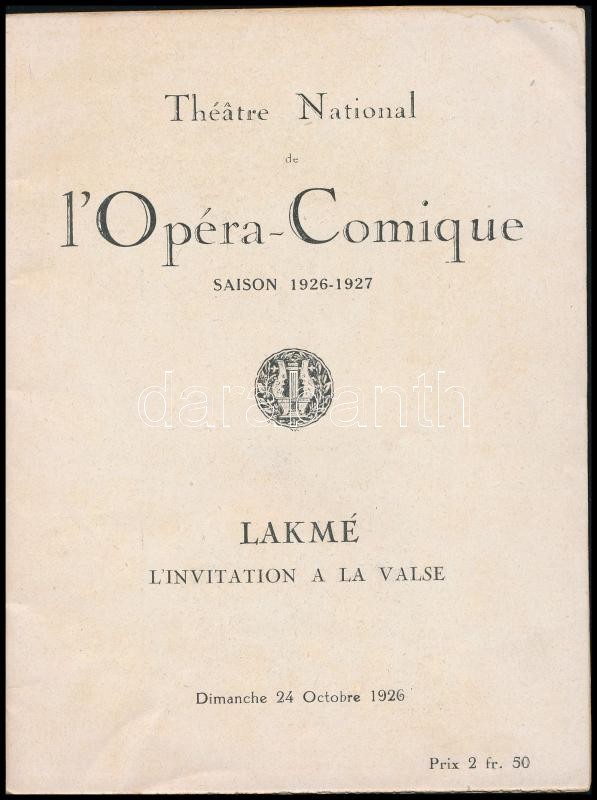 Théâtre National
de
l'Opéra-Comique
SAISON 1926-1927
darabanth
LAKMÉ
L'INVITATION A LA VALSE
Dimanche 24 Octobre 1926
Prix 2 fr. 50